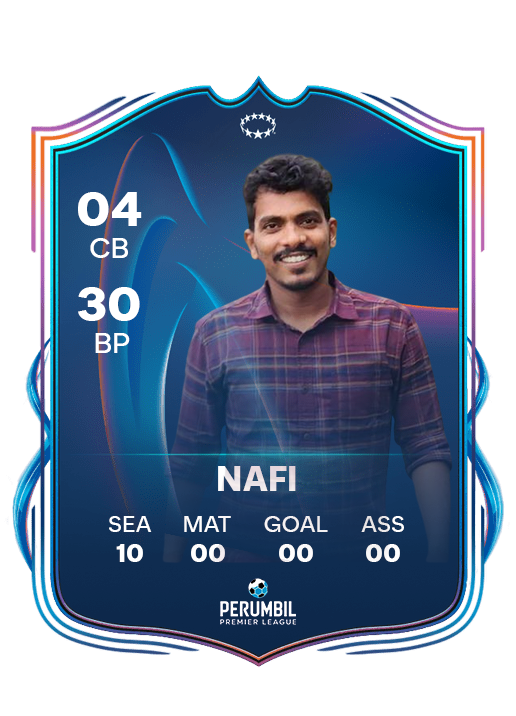 04
CB
30
BP
NAFI
SEA MAT GOAL ASS
10 00 00 00
PERUMBIL
PREMIER LEAGUE